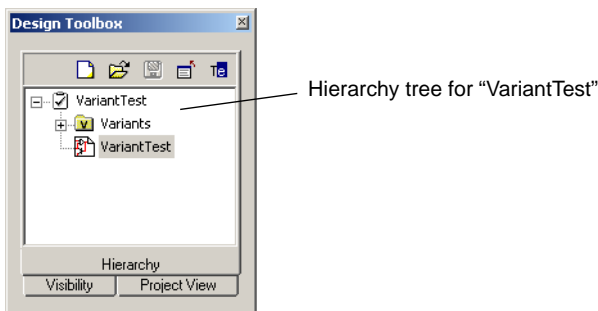 Design Toolbox
Te
Hierarchy tree for “VariantTest”
VariantTest
V Variants
VariantTest
Hierarchy
Visibility Project View